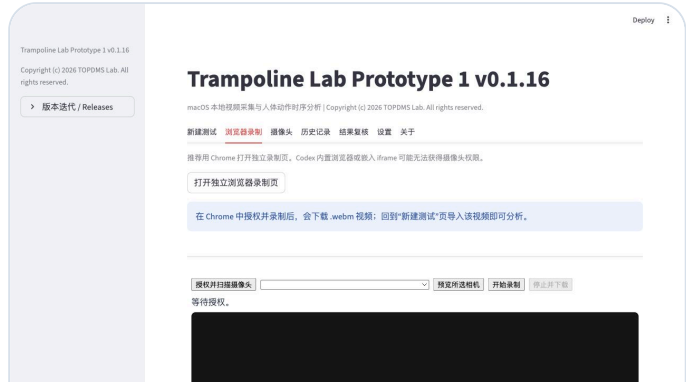 Deploy
Trampoline Lab Prototype 1 v0.1.16
Copyright (c) 2026 TOPDMS Lab. All
rights reserved.
版本迭代 / Releases
Trampoline Lab Prototype 1 v0.1.16
macOS 本地视频采集与人体动作时序分析 | Copyright (c) 2026 TOPDMS Lab. All rights reserved.
新建测试 浏览器录制 摄像头 历史记录 结果复核 设置 关于
推荐用 Chrome 打开独立录制页。Codex 内置浏览器或嵌入 iframe 可能无法获得摄像头权限。
打开独立浏览器录制页
在 Chrome 中授权并录制后，会下载 .webm 视频；回到“新建测试”页导入该视频即可分析。
授权并扫描摄像头 预览所选相机 开始录制 停止并下载
等待授权。